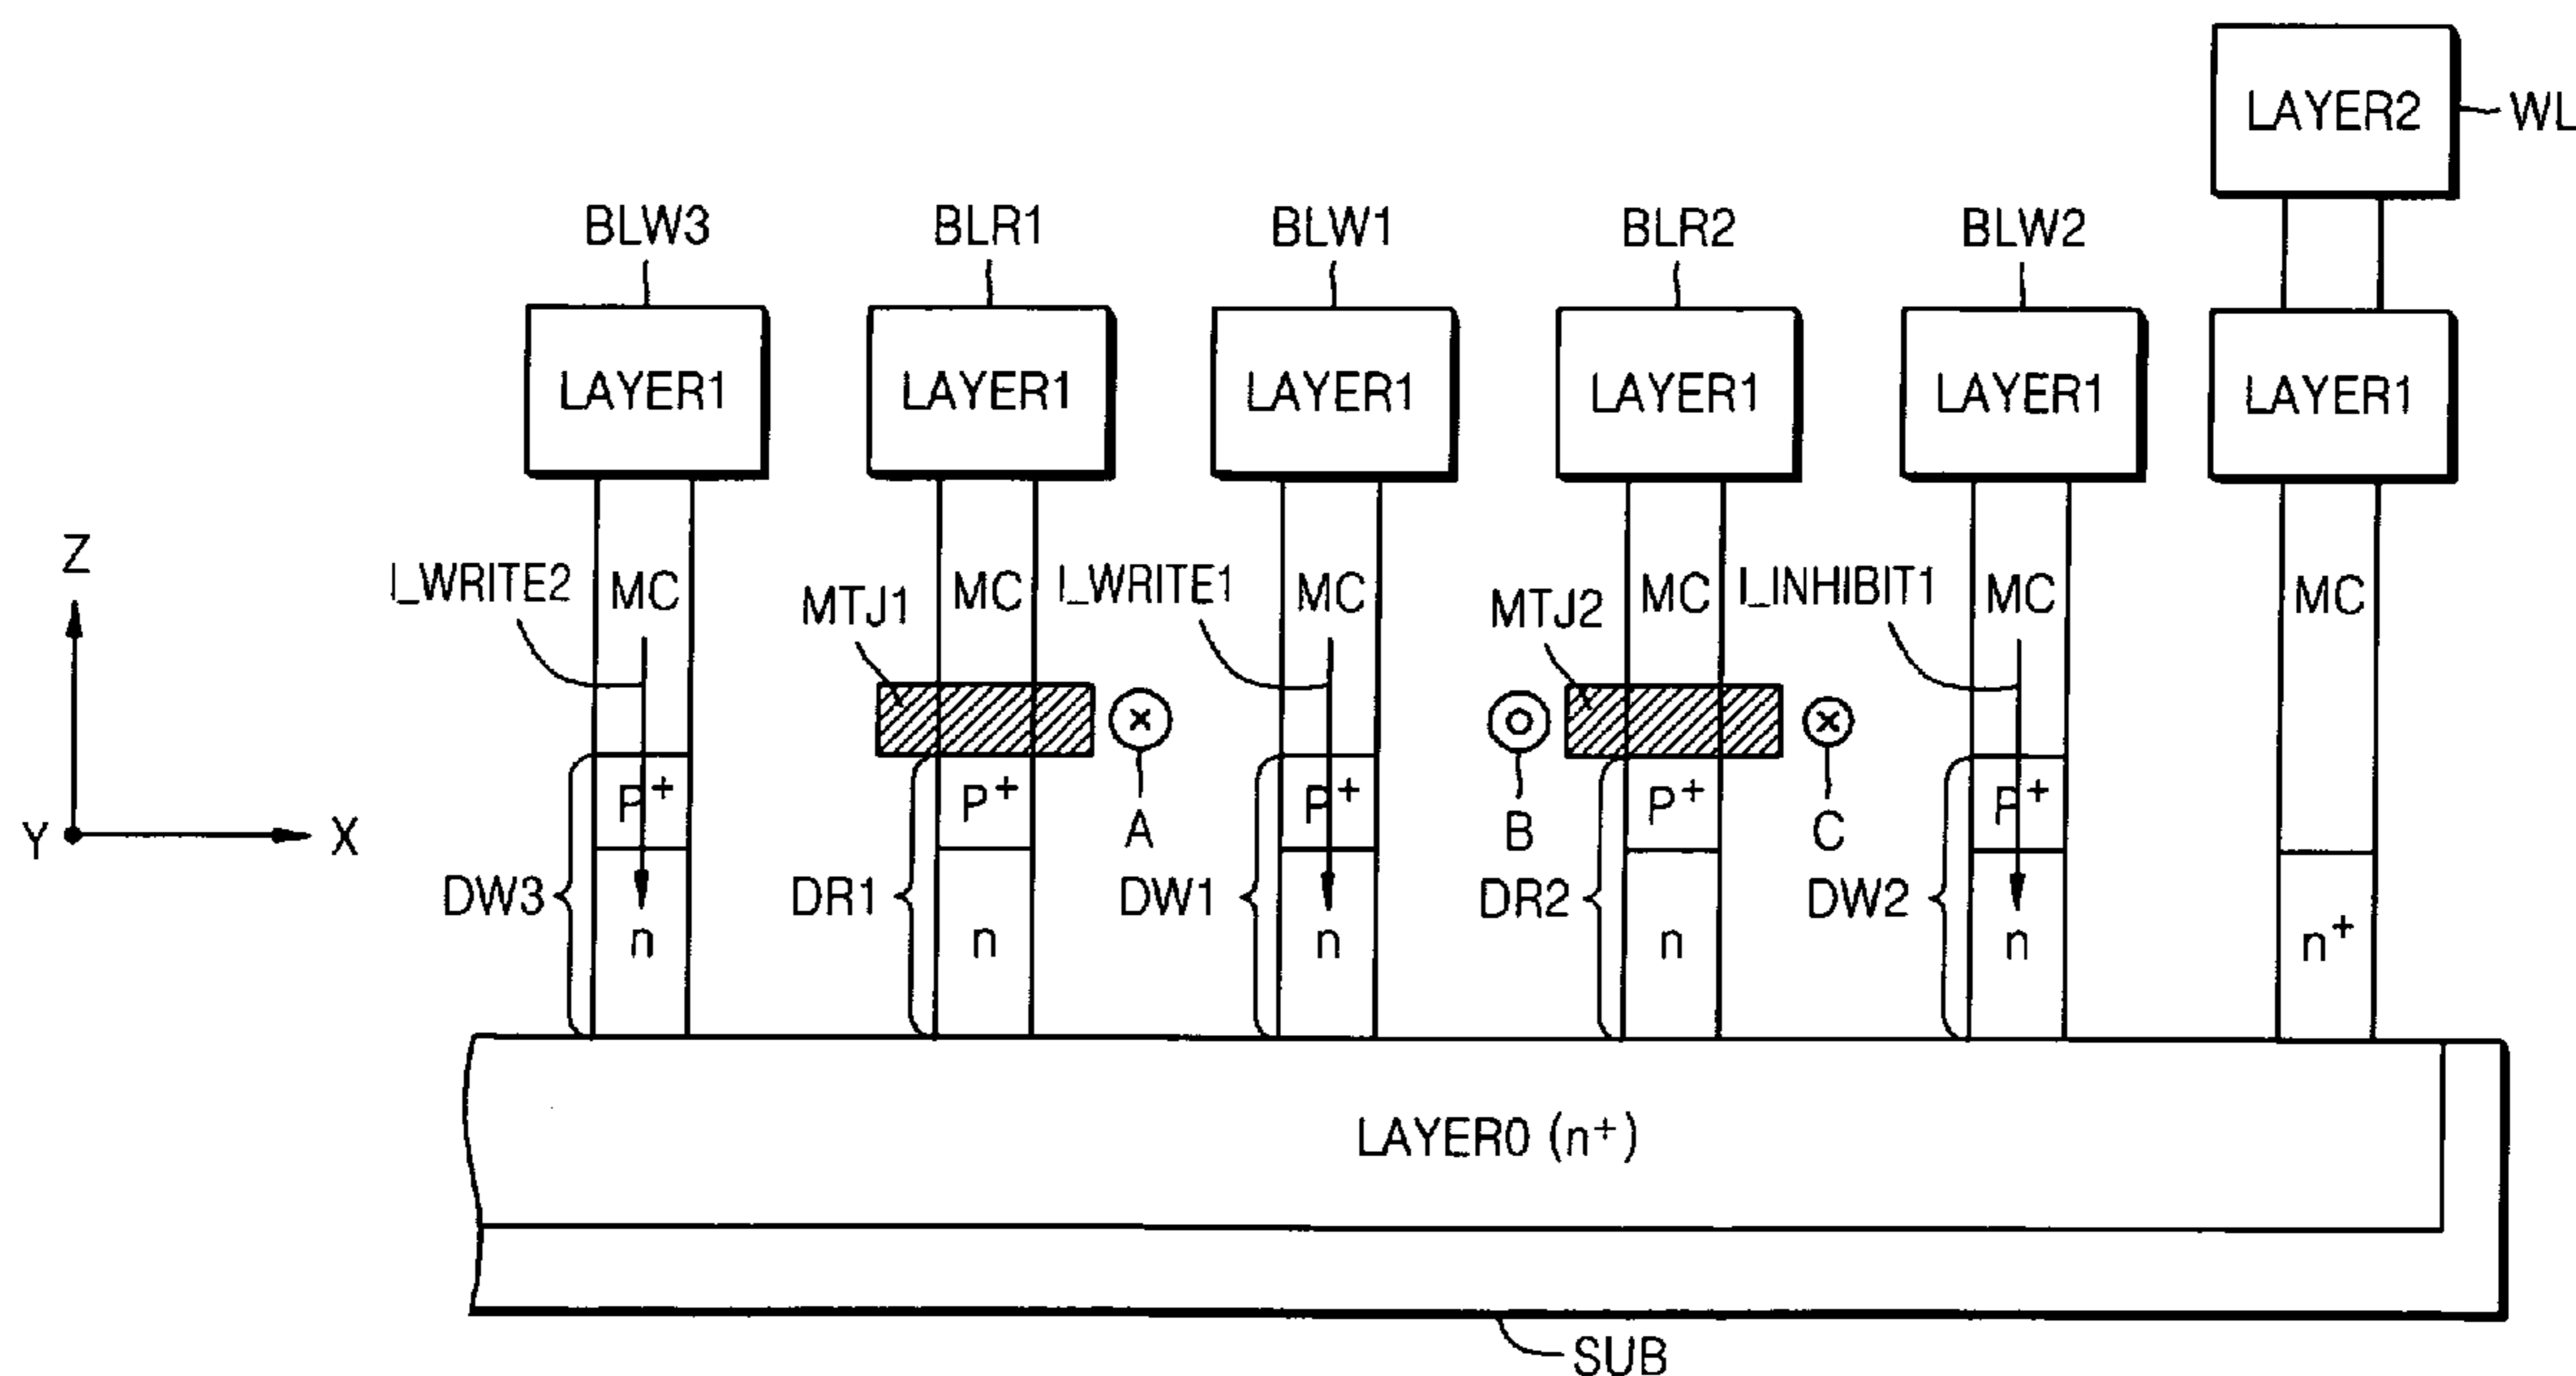 LAYER2
WL
BLW3 BLR1 BLW1 BLR2 BLW2
LAYER1 LAYER1 LAYER1 LAYER1 LAYER1 LAYER1
Z
I_WRITE2 MC MTJ1 MC I_WRITE1 MC MTJ2 MC I_INHIBIT1 MC MC
Y X
P+ P+ A P+ B P+ C P+
DW3 DR1 DW1 DR2 DW2
n n n n n n+
LAYER0 (n+)
SUB